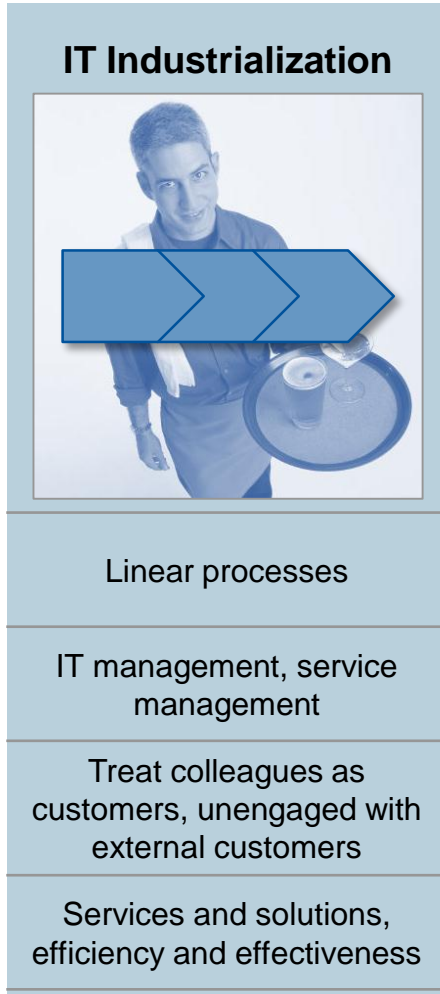 IT Industrialization
Linear processes
IT management, service
management
Treat colleagues as
customers, unengaged with
external customers
Services and solutions,
efficiency and effectiveness